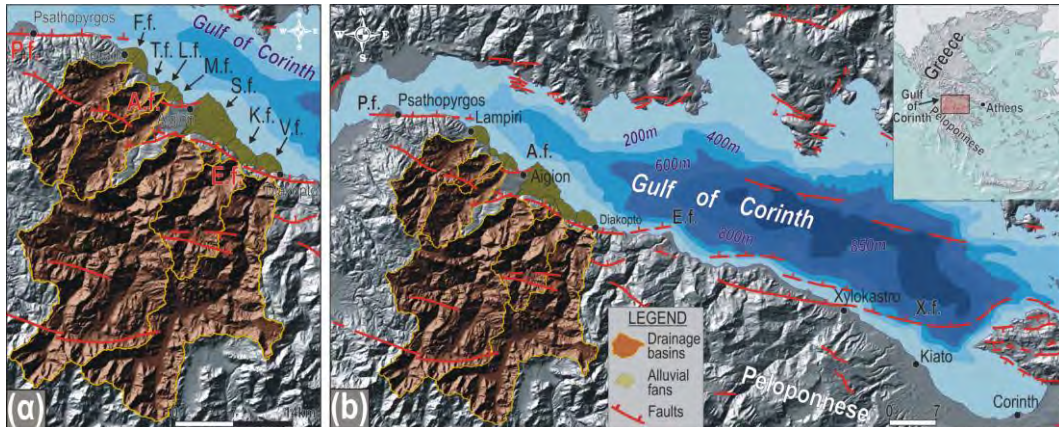 Psathopyrgos
P.f.
F.f.
T.f.
L.f.
M.f.
S.f.
K.f.
V.f.
A.f.
E.f.
Gulf of Corinth
N
W
E
S
(α)
N
W
E
S
P.f.
Psathopyrgos
Lampiri
A.f.
Aigion
Diakopto
E.f.
200m
400m
600m
Gulf of Corinth
800m
850m
Xylokastro
X.f.
Kiato
Corinth
Peloponnese
LEGEND
Drainage
basins
Alluvial
fans
Faults
0
7
(b)
Greece
Gulf of
Corinth
Athens
Peloponnese